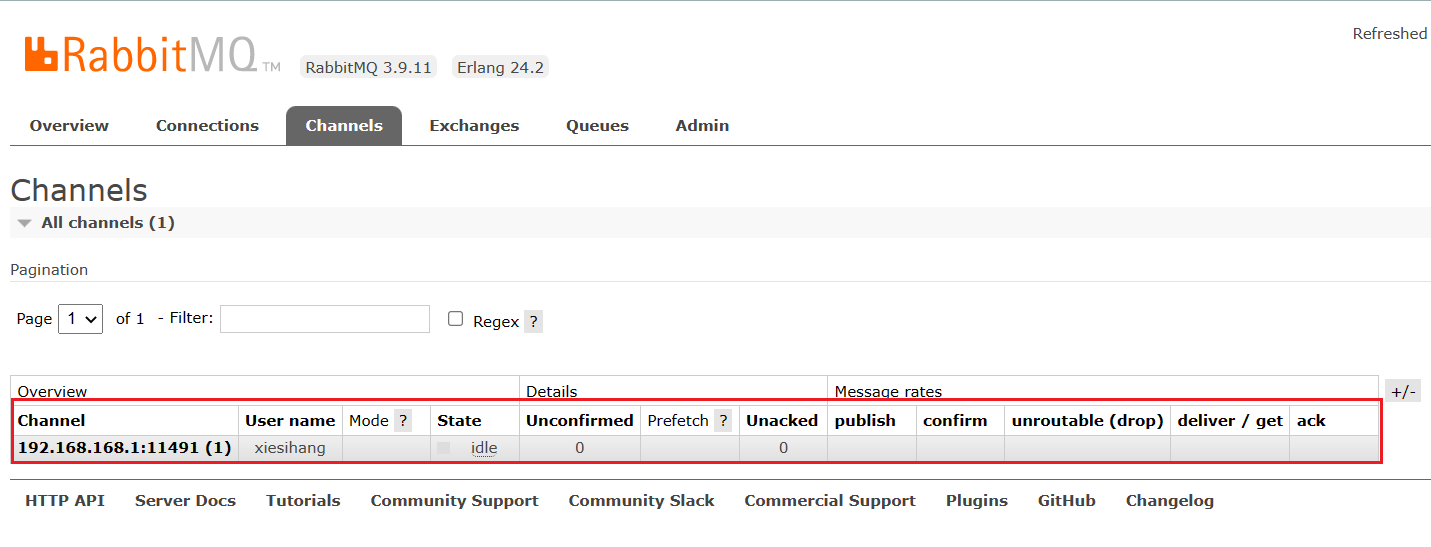 Refreshed
RabbitMQ TM RabbitMQ 3.9.11 Erlang 24.2
Overview Connections Channels Exchanges Queues Admin
Channels
All channels (1)
Pagination
Page 1 of 1 - Filter: Regex ?
Overview Details Message rates +/-
Channel User name Mode ? State Unconfirmed Prefetch ? Unacked publish confirm unroutable (drop) deliver / get ack
192.168.168.1:11491 (1) xiesihang idle 0 0
HTTP API Server Docs Tutorials Community Support Community Slack Commercial Support Plugins GitHub Changelog